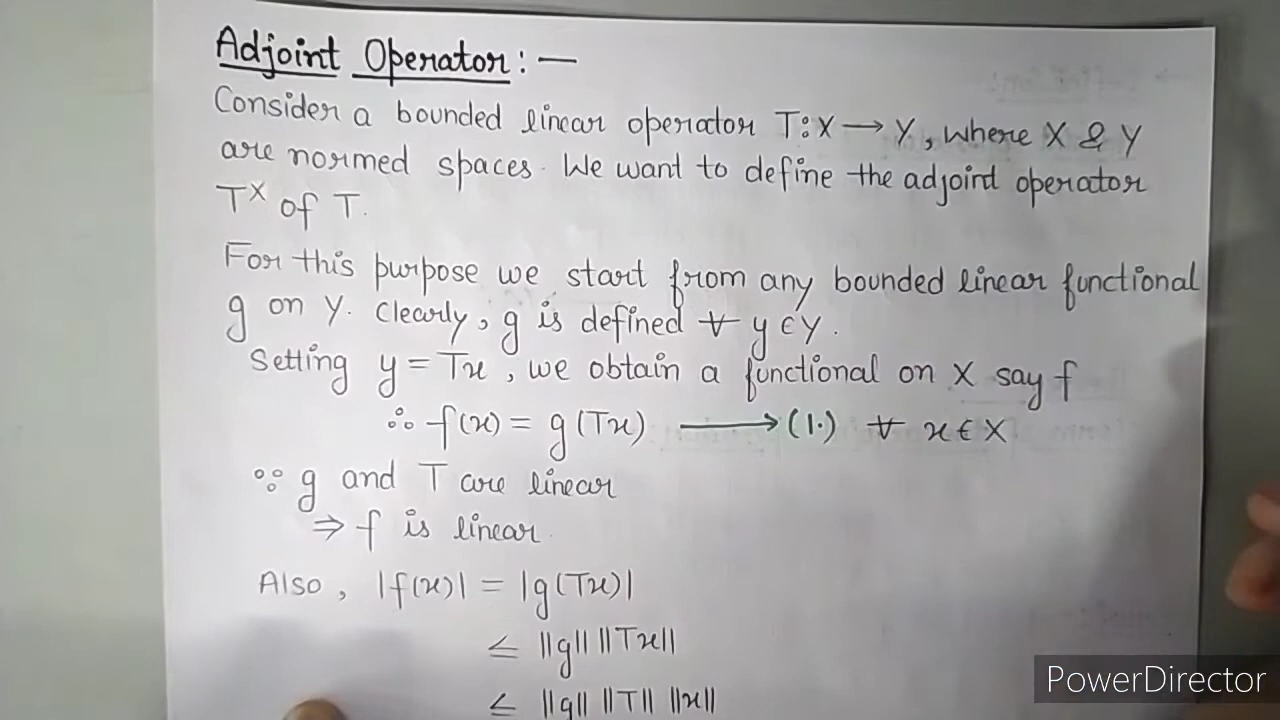 Adjoint Operator : —
Consider a bounded linear operator T: X → Y, where X & Y
are normed spaces. We want to define the adjoint operator
T^× of T.
For this purpose we start from any bounded linear functional
g on Y. Clearly, g is defined ∀ y ∈ Y.
Setting y = Tx, we obtain a functional on X say f
∴ f(x) = g(Tx) ⟶ (1.) ∀ x ∈ X
∵ g and T are linear
⇒ f is linear.
Also, |f(x)| = |g(Tx)|
≤ ||g|| ||Tx||
≤ ||g|| ||T|| ||x||
PowerDirector